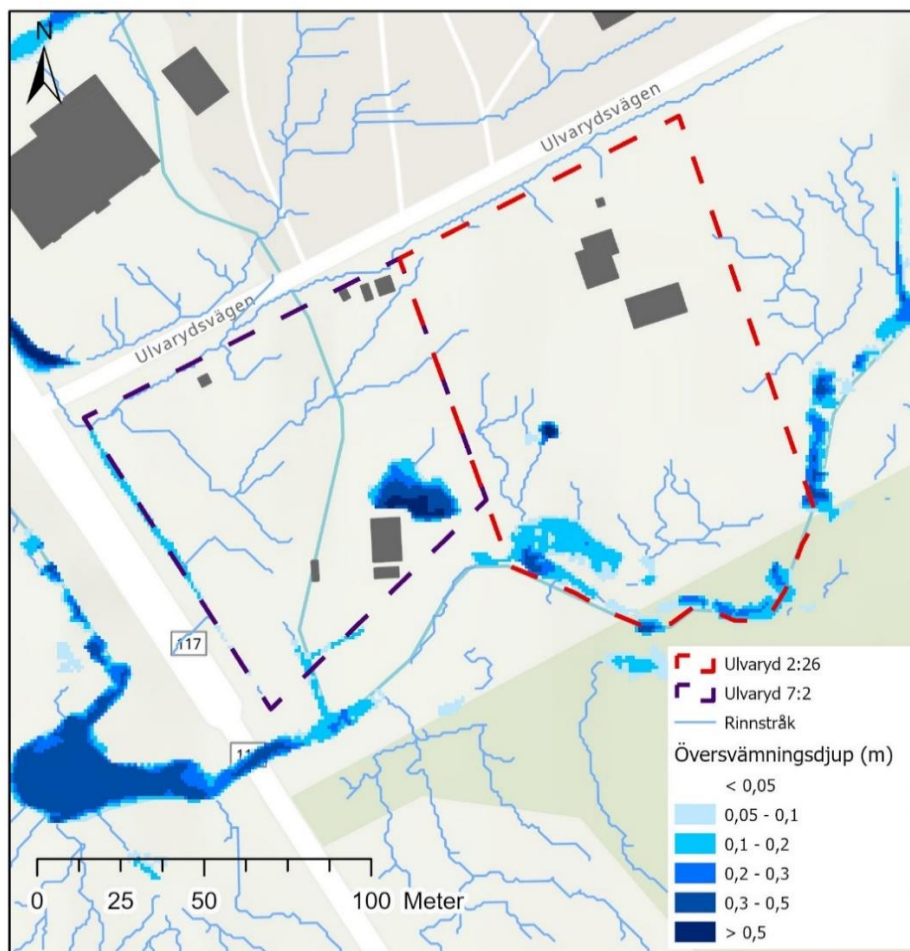 N
Ulvarydsvägen
Ulvarydsvägen
117
Ulvaryd 2:26
Ulvaryd 7:2
Rinnstråk
Översvämningsdjup (m)
< 0,05
0,05 - 0,1
0,1 - 0,2
0,2 - 0,3
0,3 - 0,5
> 0,5
0 25 50 100 Meter